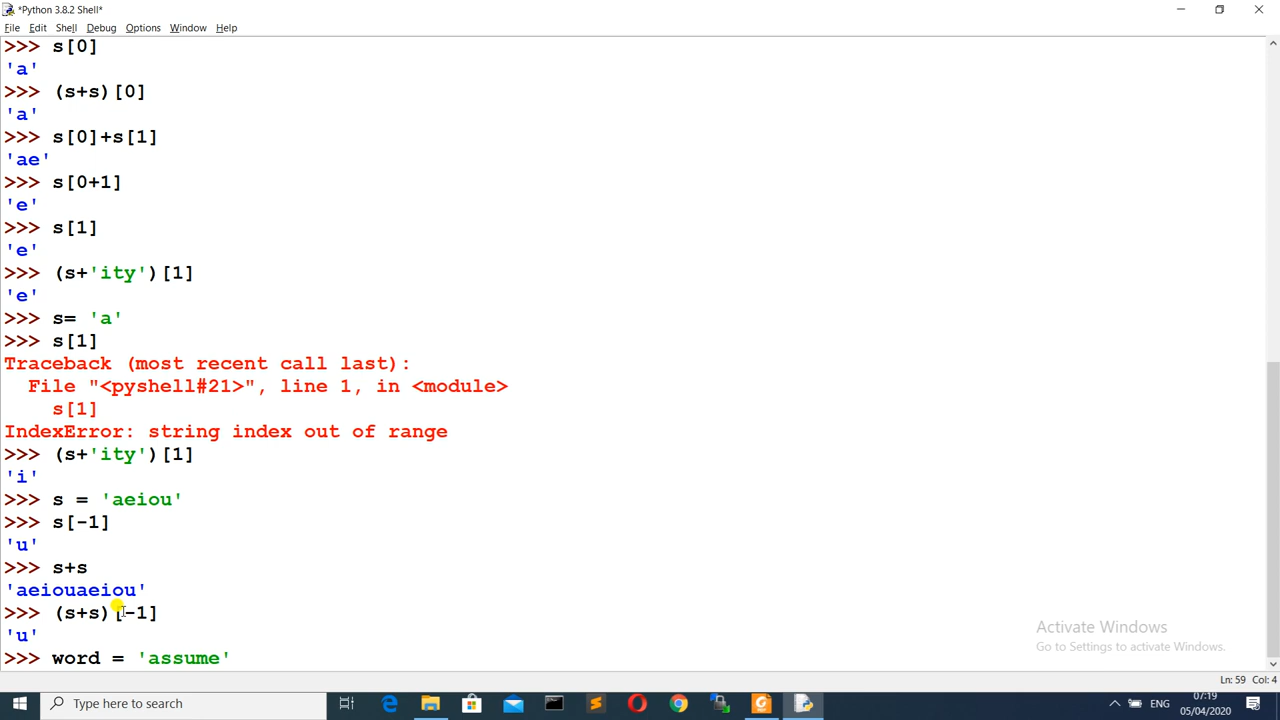 *Python 3.8.2 Shell*
File Edit Shell Debug Options Window Help
>>> s[0]
'a'
>>> (s+s)[0]
'a'
>>> s[0]+s[1]
'ae'
>>> s[0+1]
'e'
>>> s[1]
'e'
>>> (s+'ity')[1]
'e'
>>> s= 'a'
>>> s[1]
Traceback (most recent call last):
  File "<pyshell#21>", line 1, in <module>
    s[1]
IndexError: string index out of range
>>> (s+'ity')[1]
'i'
>>> s = 'aeiou'
>>> s[-1]
'u'
>>> s+s
'aeiouaeiou'
>>> (s+s)[-1]
'u'
>>> word = 'assume'
Activate Windows
Go to Settings to activate Windows.
Ln: 59 Col: 4
Type here to search
ENG
07:19
05/04/2020